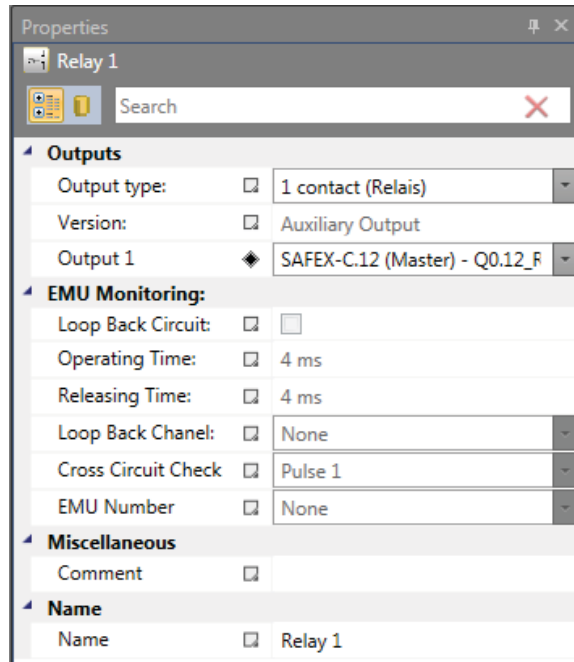 Properties
Relay 1
Search
Outputs
Output type: 1 contact (Relais)
Version: Auxiliary Output
Output 1 SAFEX-C.12 (Master) - Q0.12_R
EMU Monitoring:
Loop Back Circuit:
Operating Time: 4 ms
Releasing Time: 4 ms
Loop Back Chanel: None
Cross Circuit Check Pulse 1
EMU Number None
Miscellaneous
Comment
Name
Name Relay 1